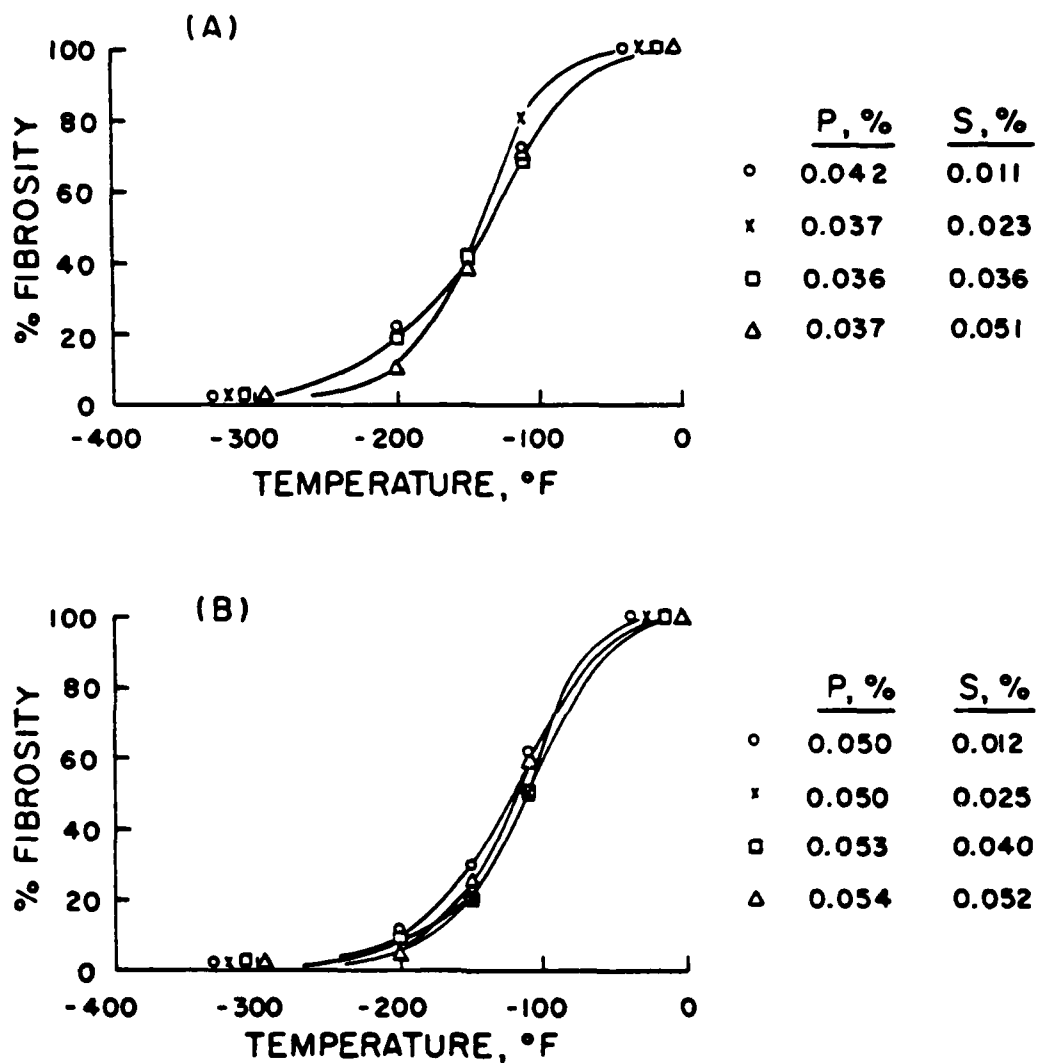 (A)
100
80
60
40
20
0
% FIBROSITY
-400 -300 -200 -100 0
TEMPERATURE, °F
P, % S, %
0.042 0.011
0.037 0.023
0.036 0.036
0.037 0.051
(B)
100
80
60
40
20
0
% FIBROSITY
-400 -300 -200 -100 0
TEMPERATURE, °F
P, % S, %
0.050 0.012
0.050 0.025
0.053 0.040
0.054 0.052